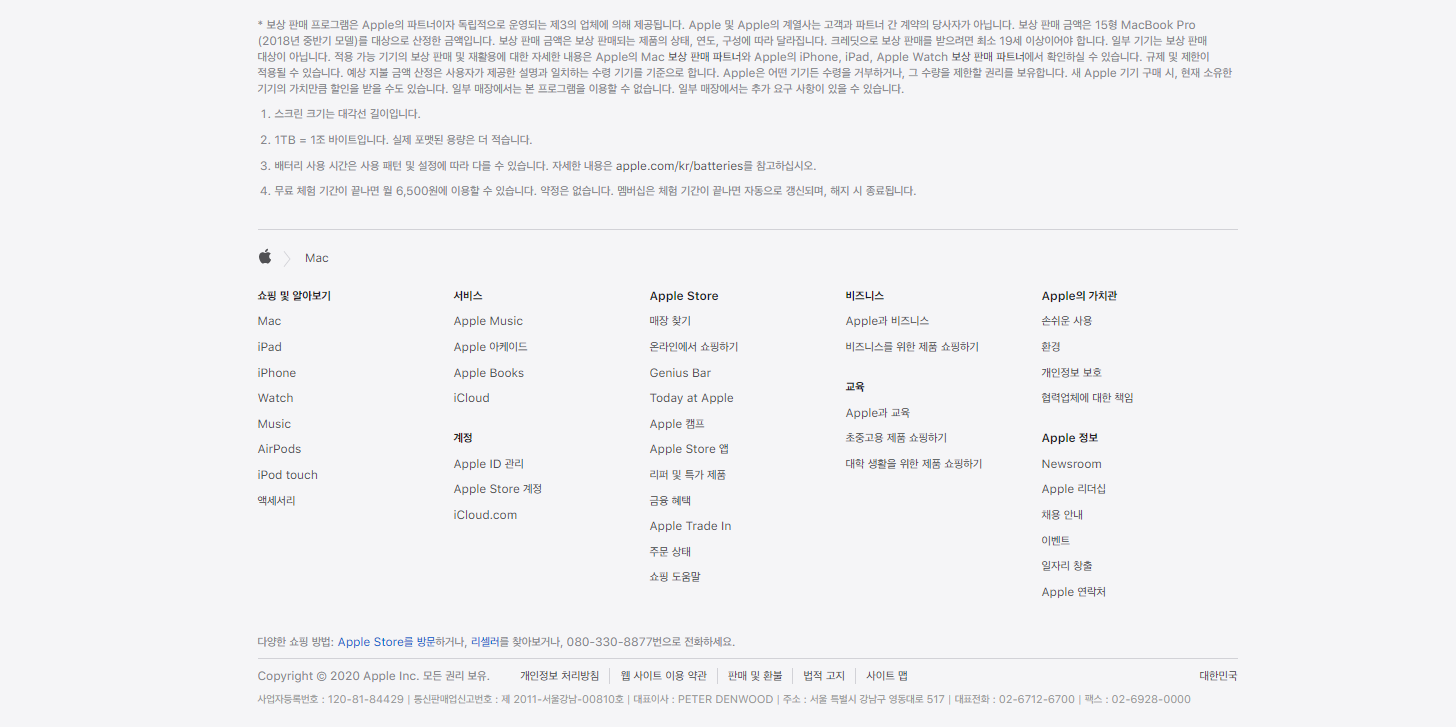 * 보상 판매 프로그램은 Apple의 파트너이자 독립적으로 운영되는 제3의 업체에 의해 제공됩니다. Apple 및 Apple의 계열사는 고객과 파트너 간 계약의 당사자가 아닙니다. 보상 판매 금액은 15형 MacBook Pro
(2018년 중반기 모델)를 대상으로 산정한 금액입니다. 보상 판매 금액은 보상 판매되는 제품의 상태, 연도, 구성에 따라 달라집니다. 크레딧으로 보상 판매를 받으려면 최소 19세 이상이어야 합니다. 일부 기기는 보상 판매
대상이 아닙니다. 적용 가능 기기의 보상 판매 및 재활용에 대한 자세한 내용은 Apple의 Mac 보상 판매 파트너와 Apple의 iPhone, iPad, Apple Watch 보상 판매 파트너에서 확인하실 수 있습니다. 규제 및 제한이
적용될 수 있습니다. 예상 지불 금액 산정은 사용자가 제공한 설명과 일치하는 수령 기기를 기준으로 합니다. Apple은 어떤 기기든 수령을 거부하거나, 그 수량을 제한할 권리를 보유합니다. 새 Apple 기기 구매 시, 현재 소유한
기기의 가치만큼 할인을 받을 수도 있습니다. 일부 매장에서는 본 프로그램을 이용할 수 없습니다. 일부 매장에서는 추가 요구 사항이 있을 수 있습니다.
1. 스크린 크기는 대각선 길이입니다.
2. 1TB = 1조 바이트입니다. 실제 포맷된 용량은 더 적습니다.
3. 배터리 사용 시간은 사용 패턴 및 설정에 따라 다를 수 있습니다. 자세한 내용은 apple.com/kr/batteries를 참고하십시오.
4. 무료 체험 기간이 끝나면 월 6,500원에 이용할 수 있습니다. 약정은 없습니다. 멤버십은 체험 기간이 끝나면 자동으로 갱신되며, 해지 시 종료됩니다.
Mac
쇼핑 및 알아보기
Mac
iPad
iPhone
Watch
Music
AirPods
iPod touch
액세서리
서비스
Apple Music
Apple 아케이드
Apple Books
iCloud
계정
Apple ID 관리
Apple Store 계정
iCloud.com
Apple Store
매장 찾기
온라인에서 쇼핑하기
Genius Bar
Today at Apple
Apple 캠프
Apple Store 앱
리퍼 및 특가 제품
금융 혜택
Apple Trade In
주문 상태
쇼핑 도움말
비즈니스
Apple과 비즈니스
비즈니스를 위한 제품 쇼핑하기
교육
Apple과 교육
초중고용 제품 쇼핑하기
대학 생활을 위한 제품 쇼핑하기
Apple의 가치관
손쉬운 사용
환경
개인정보 보호
협력업체에 대한 책임
Apple 정보
Newsroom
Apple 리더십
채용 안내
이벤트
일자리 창출
Apple 연락처
다양한 쇼핑 방법: Apple Store를 방문하거나, 리셀러를 찾아보거나, 080-330-8877번으로 전화하세요.
Copyright © 2020 Apple Inc. 모든 권리 보유. 개인정보 처리방침 | 웹 사이트 이용 약관 | 판매 및 환불 | 법적 고지 | 사이트 맵 대한민국
사업자등록번호 : 120-81-84429 | 통신판매업신고번호 : 제 2011-서울강남-00810호 | 대표이사 : PETER DENWOOD | 주소 : 서울 특별시 강남구 영동대로 517 | 대표전화 : 02-6712-6700 | 팩스 : 02-6928-0000